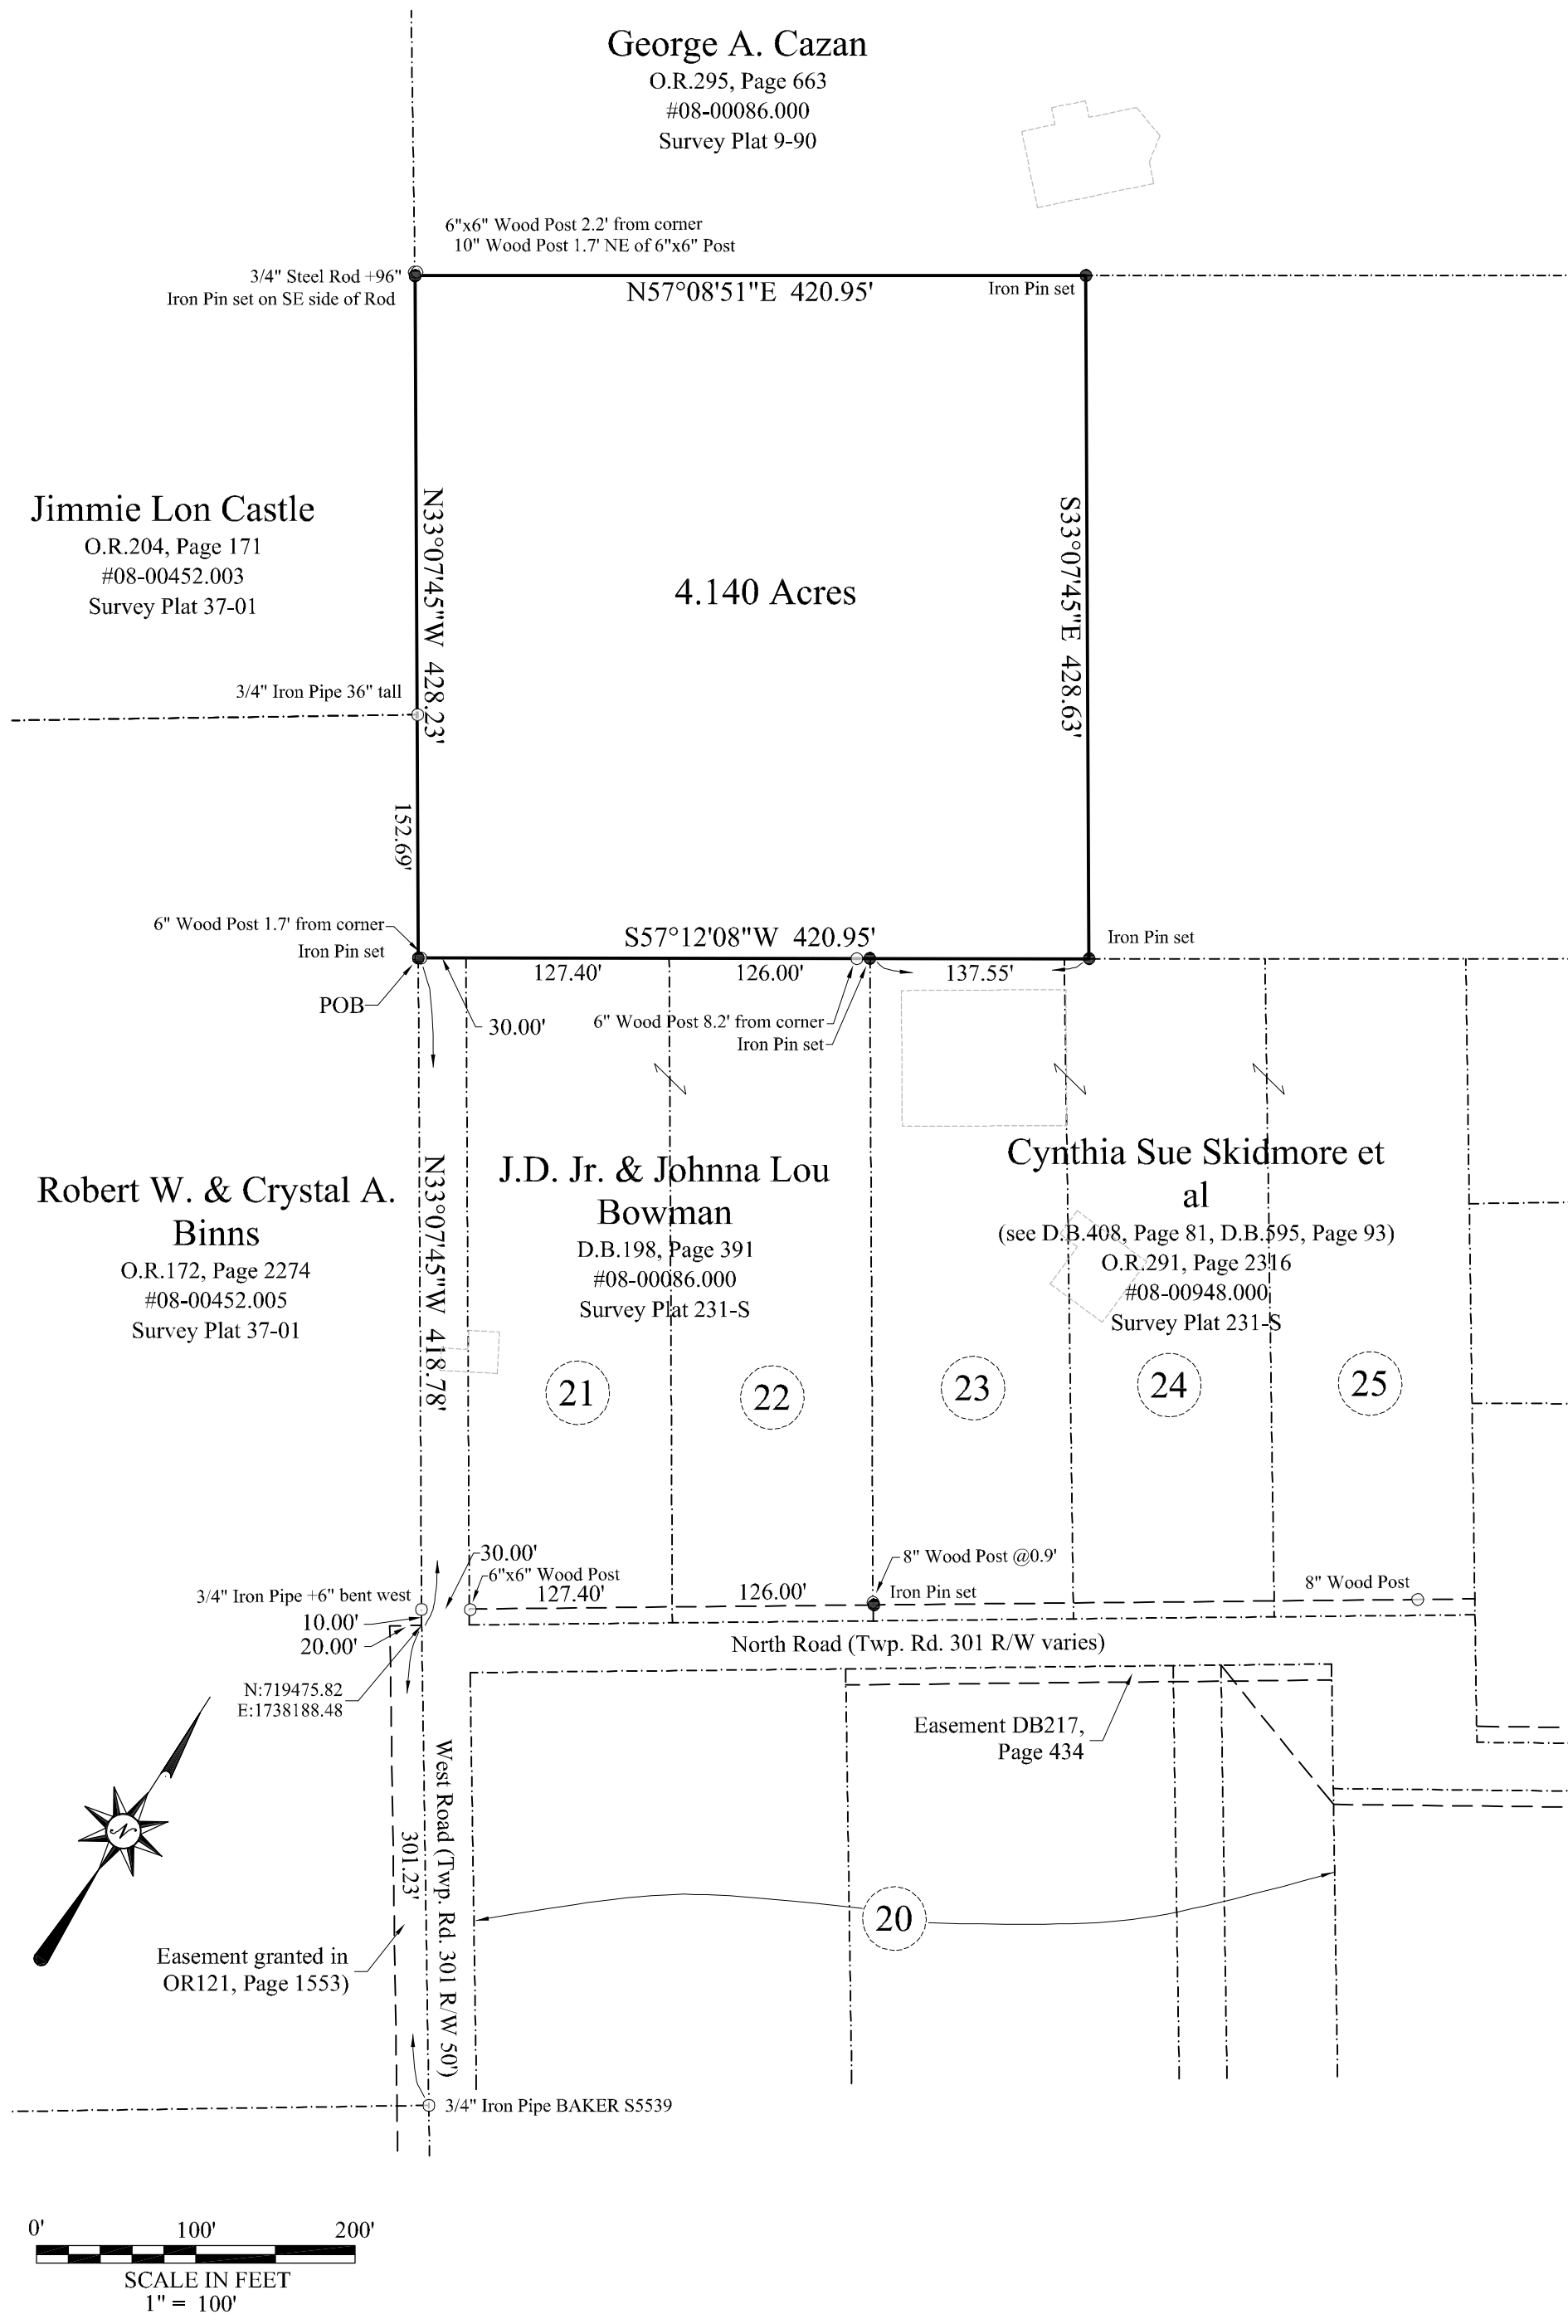 George A. Cazan
O.R.295, Page 663
#08-00086.000
Survey Plat 9-90
6"x6" Wood Post 2.2' from corner
10" Wood Post 1.7' NE of 6"x6" Post
3/4" Steel Rod +96"
Iron Pin set on SE side of Rod
N57°08'51"E 420.95'
Iron Pin set
Jimmie Lon Castle
O.R.204, Page 171
#08-00452.003
Survey Plat 37-01
N33°07'45"W 428.23'
S33°07'45"E 428.63'
4.140 Acres
3/4" Iron Pipe 36" tall
152.69'
6" Wood Post 1.7' from corner
Iron Pin set
S57°12'08"W 420.95'
Iron Pin set
127.40'
126.00'
137.55'
POB
30.00'
6" Wood Post 8.2' from corner
Iron Pin set
Robert W. & Crystal A.
Binns
O.R.172, Page 2274
#08-00452.005
Survey Plat 37-01
N33°07'45"W 418.78'
J.D. Jr. & Johnna Lou
Bowman
D.B.198, Page 391
#08-00086.000
Survey Plat 231-S
Cynthia Sue Skidmore et
al
(see D.B.408, Page 81, D.B.595, Page 93)
O.R.291, Page 2316
#08-00948.000
Survey Plat 231-S
21
22
23
24
25
30.00'
6"x6" Wood Post
127.40'
126.00'
8" Wood Post @0.9'
Iron Pin set
8" Wood Post
3/4" Iron Pipe +6" bent west
10.00'
20.00'
North Road (Twp. Rd. 301 R/W varies)
N:719475.82
E:1738188.48
Easement DB217,
Page 434
West Road (Twp. Rd. 301 R/W 50')
301.23'
N
20
Easement granted in
OR121, Page 1553)
3/4" Iron Pipe BAKER S5539
0' 100' 200'
SCALE IN FEET
1" = 100'